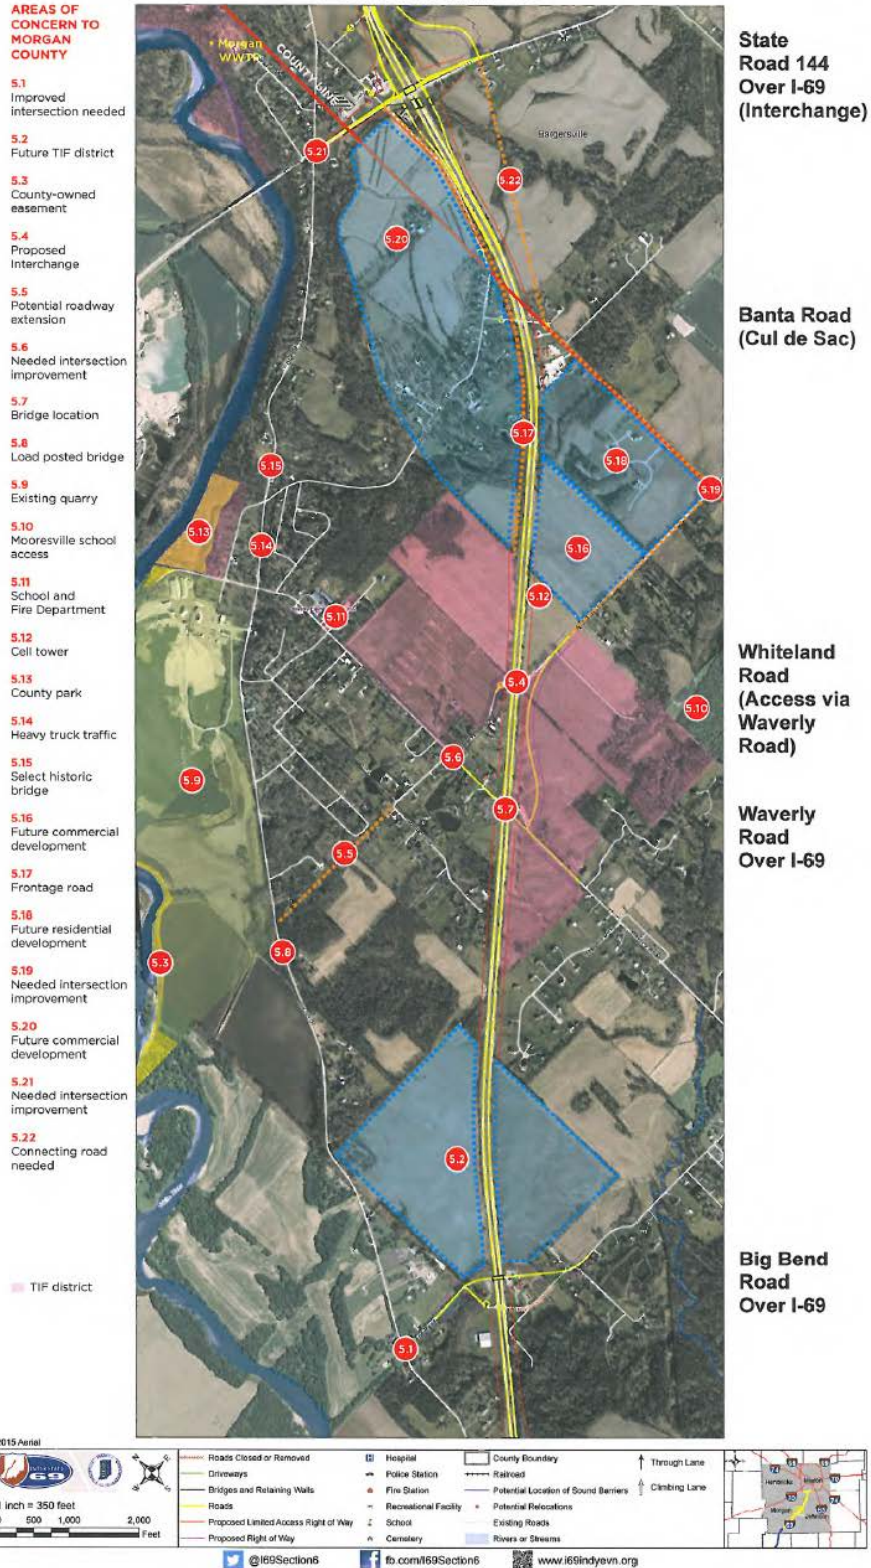 AREAS OF
CONCERN TO
MORGAN
COUNTY
5.1
Improved
intersection needed
5.2
Future TIF district
5.3
County-owned
easement
5.4
Proposed
Interchange
5.5
Potential roadway
extension
5.6
Needed intersection
improvement
5.7
Bridge location
5.8
Load posted bridge
5.9
Existing quarry
5.10
Mooresville school
access
5.11
School and
Fire Department
5.12
Cell tower
5.13
County park
5.14
Heavy truck traffic
5.15
Select historic
bridge
5.16
Future commercial
development
5.17
Frontage road
5.18
Future residential
development
5.19
Needed intersection
improvement
5.20
Future commercial
development
5.21
Needed intersection
improvement
5.22
Connecting road
needed
TIF district
Morgan
WWTP
COUNTY LINE
Bargersville
5.21
5.22
5.20
5.17
5.18
5.15
5.19
5.13
5.14
5.16
5.12
5.11
5.4
5.10
5.6
5.9
5.7
5.5
5.8
5.3
5.2
5.1
State
Road 144
Over I-69
(Interchange)
Banta Road
(Cul de Sac)
Whiteland
Road
(Access via
Waverly
Road)
Waverly
Road
Over I-69
Big Bend
Road
Over I-69
2015 Aerial
69
1 inch = 350 feet
500 1,000 2,000
Feet
Roads Closed or Removed
Driveways
Bridges and Retaining Walls
Roads
Proposed Limited Access Right of Way
Proposed Right of Way
Hospital
Police Station
Fire Station
Recreational Facility
School
Cemetery
County Boundary
Railroad
Potential Location of Sound Barriers
Potential Relocations
Existing Roads
Rivers or Streams
Through Lane
Climbing Lane
@I69Section6
fb.com/I69Section6
www.i69indyevn.org